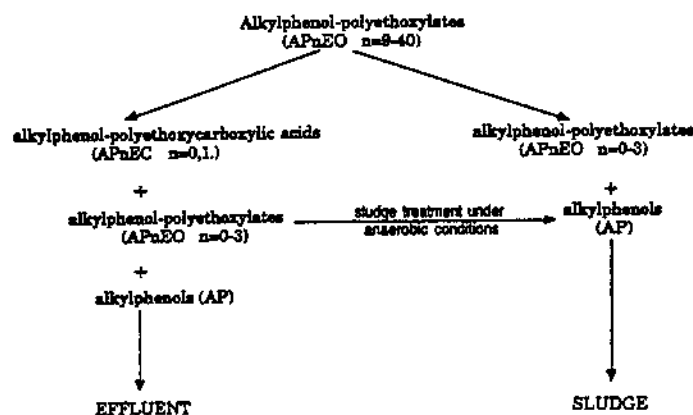 Alkylphenol-polyethoxylates
(APnEO n=9-40)
alkylphenol-polyethoxycarboxylic acids
(APnEC n=0,1.)
+
alkylphenol-polyethoxylates
(APnEO n=0-3)
+
alkylphenols (AP)
EFFLUENT
sludge treatment under
anaerobic conditions
alkylphenol-polyethoxylates
(APnEO n=0-3)
+
alkylphenols
(AP)
SLUDGE